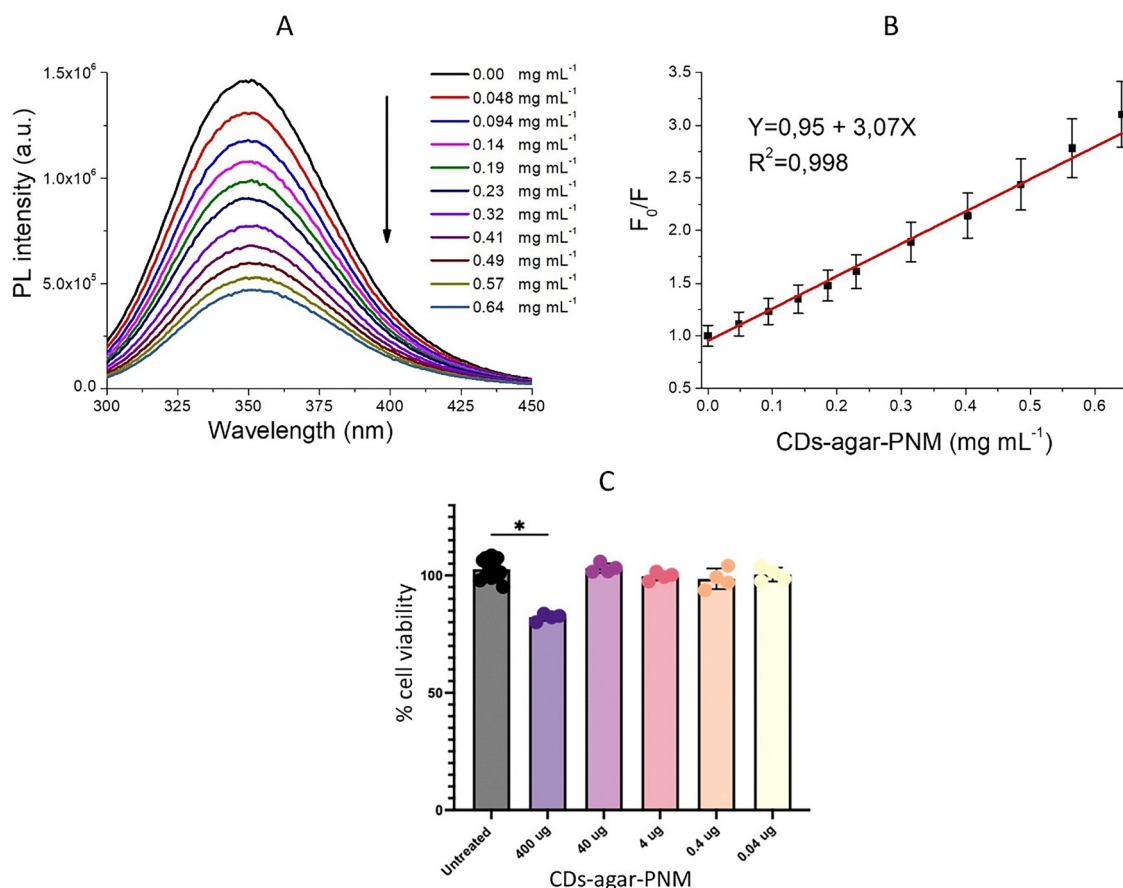 A
1.5x10⁶
1.0x10⁶
5.0x10⁵
0.0
PL intensity (a.u.)
300 325 350 375 400 425 450
Wavelength (nm)
0.00 mg mL⁻¹
0.048 mg mL⁻¹
0.094 mg mL⁻¹
0.14 mg mL⁻¹
0.19 mg mL⁻¹
0.23 mg mL⁻¹
0.32 mg mL⁻¹
0.41 mg mL⁻¹
0.49 mg mL⁻¹
0.57 mg mL⁻¹
0.64 mg mL⁻¹
B
3.5
3.0
2.5
2.0
1.5
1.0
0.5
F₀/F
Y=0,95 + 3,07X
R²=0,998
0.0 0.1 0.2 0.3 0.4 0.5 0.6
CDs-agar-PNM (mg mL⁻¹)
C
*
100
50
0
% cell viability
Untreated 400 ug 40 ug 4 ug 0.4 ug 0.04 ug
CDs-agar-PNM